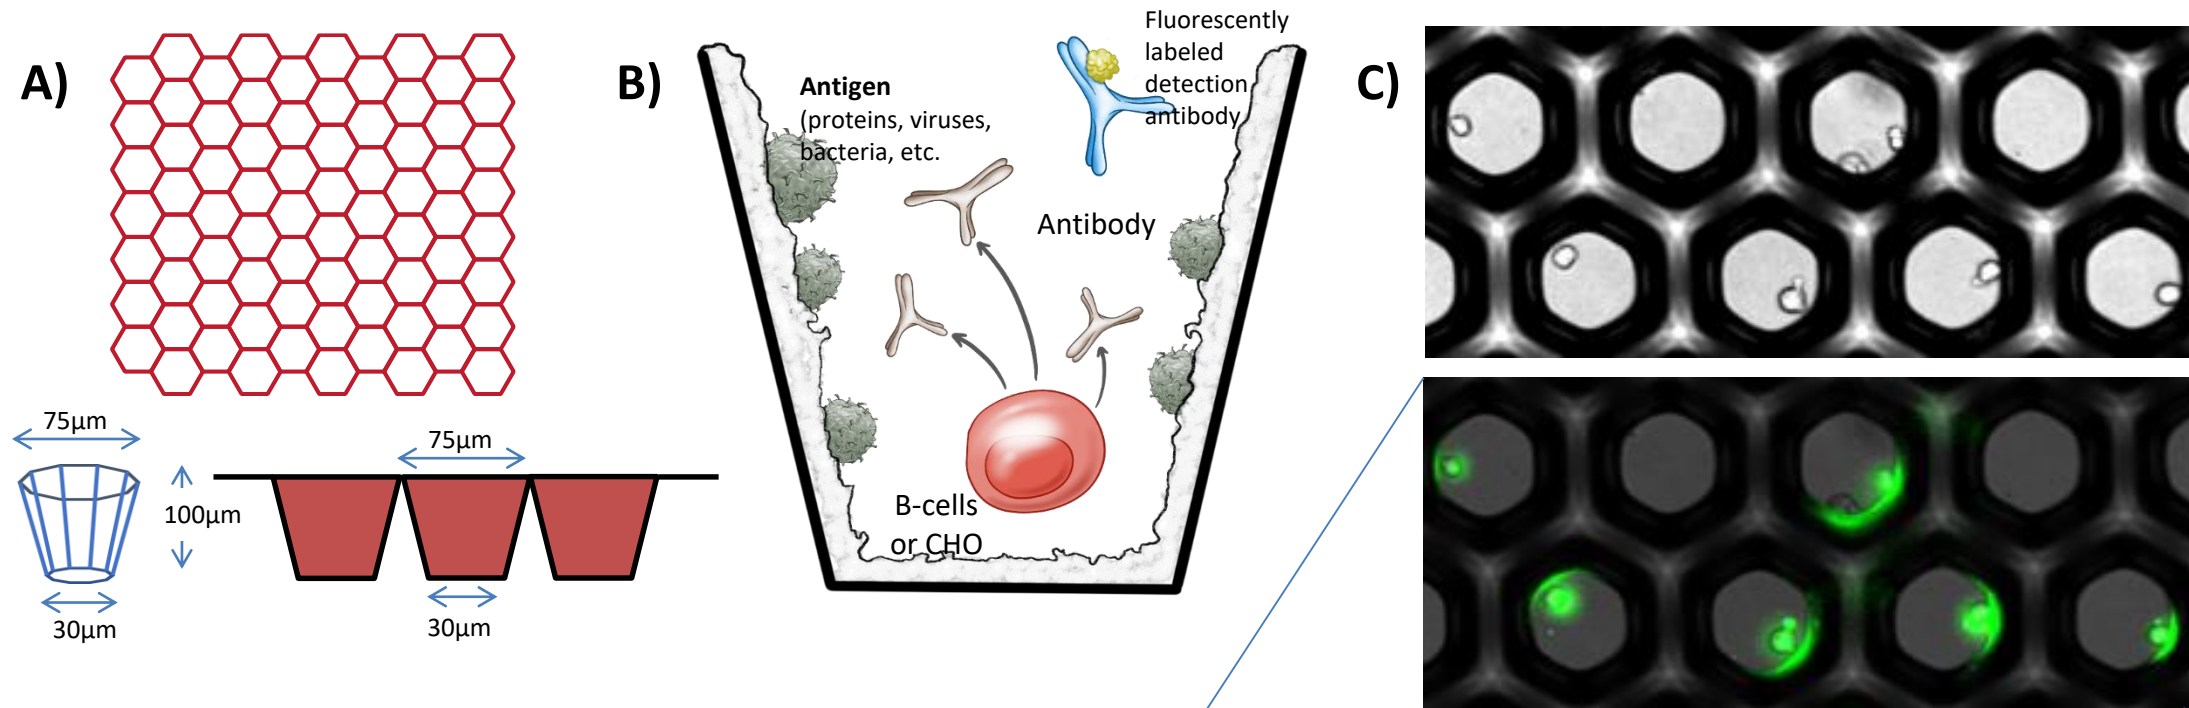 A)
75µm
100µm
30µm
75µm
30µm
B)
Antigen
(proteins, viruses,
bacteria, etc.
Fluorescently
labeled
detection
antibody
Antibody
B-cells
or CHO
C)